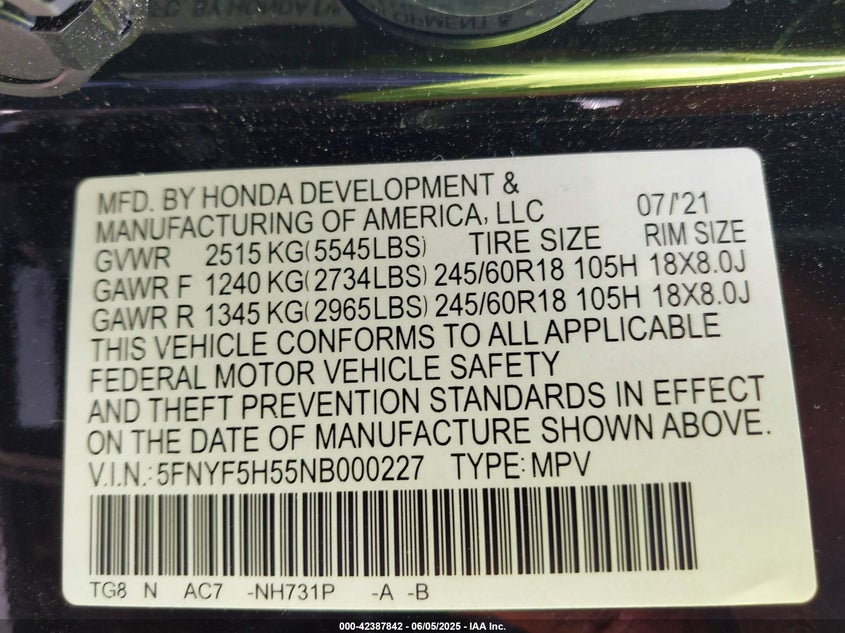 MFD. BY HONDA DEVELOPMENT &
MANUFACTURING OF AMERICA, LLC 07/'21
GVWR 2515 KG(5545LBS) TIRE SIZE RIM SIZE
GAWR F 1240 KG(2734LBS) 245/60R18 105H 18X8.0J
GAWR R 1345 KG(2965LBS) 245/60R18 105H 18X8.0J
THIS VEHICLE CONFORMS TO ALL APPLICABLE
FEDERAL MOTOR VEHICLE SAFETY
AND THEFT PREVENTION STANDARDS IN EFFECT
ON THE DATE OF MANUFACTURE SHOWN ABOVE.
V.I.N.: 5FNYF5H55NB000227 TYPE: MPV
TG8 N AC7 -NH731P -A -B
000-42387842 - 06/05/2025 - IAA Inc.